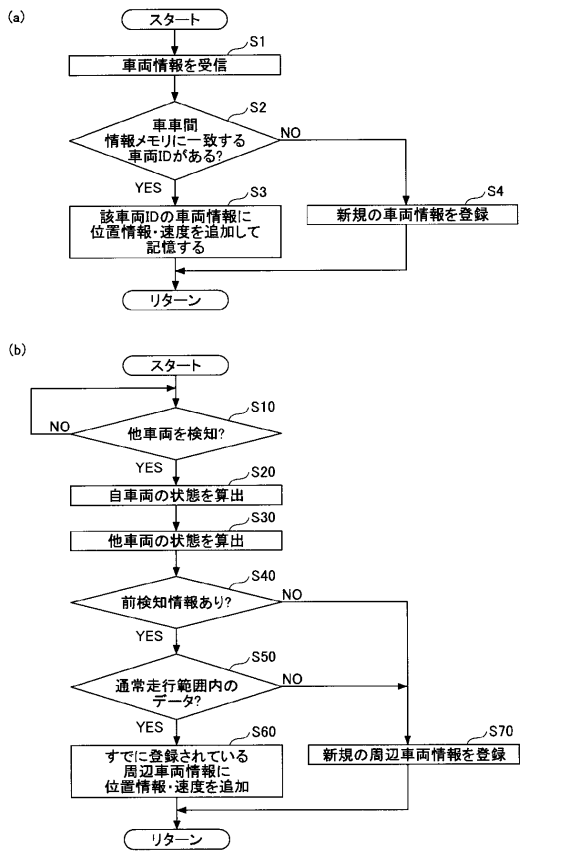 (a)
スタート
S1
車両情報を受信
S2
車車間
情報メモリに一致する
車両IDがある?
NO
YES
S3
該車両IDの車両情報に
位置情報・速度を追加して
記憶する
S4
新規の車両情報を登録
リターン
(b)
スタート
S10
他車両を検知?
NO
YES
S20
自車両の状態を算出
S30
他車両の状態を算出
S40
前検知情報あり?
NO
YES
S50
通常走行範囲内の
データ?
NO
YES
S60
すでに登録されている
周辺車両情報に
位置情報・速度を追加
S70
新規の周辺車両情報を登録
リターン